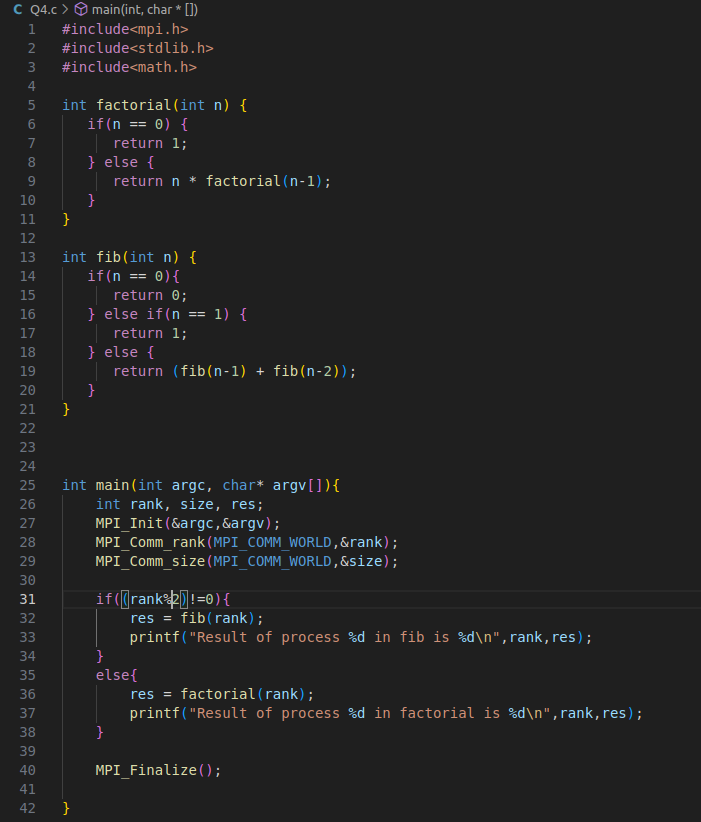 C Q4.c > main(int, char * [])
1 #include<mpi.h>
2 #include<stdlib.h>
3 #include<math.h>
4
5 int factorial(int n) {
6    if(n == 0) {
7       return 1;
8    } else {
9       return n * factorial(n-1);
10    }
11 }
12
13 int fib(int n) {
14    if(n == 0){
15       return 0;
16    } else if(n == 1) {
17       return 1;
18    } else {
19       return (fib(n-1) + fib(n-2));
20    }
21 }
22
23
24
25 int main(int argc, char* argv[]){
26     int rank, size, res;
27     MPI_Init(&argc,&argv);
28     MPI_Comm_rank(MPI_COMM_WORLD,&rank);
29     MPI_Comm_size(MPI_COMM_WORLD,&size);
30
31     if((rank%2)!=0){
32         res = fib(rank);
33         printf("Result of process %d in fib is %d\n",rank,res);
34     }
35     else{
36         res = factorial(rank);
37         printf("Result of process %d in factorial is %d\n",rank,res);
38     }
39
40     MPI_Finalize();
41
42 }